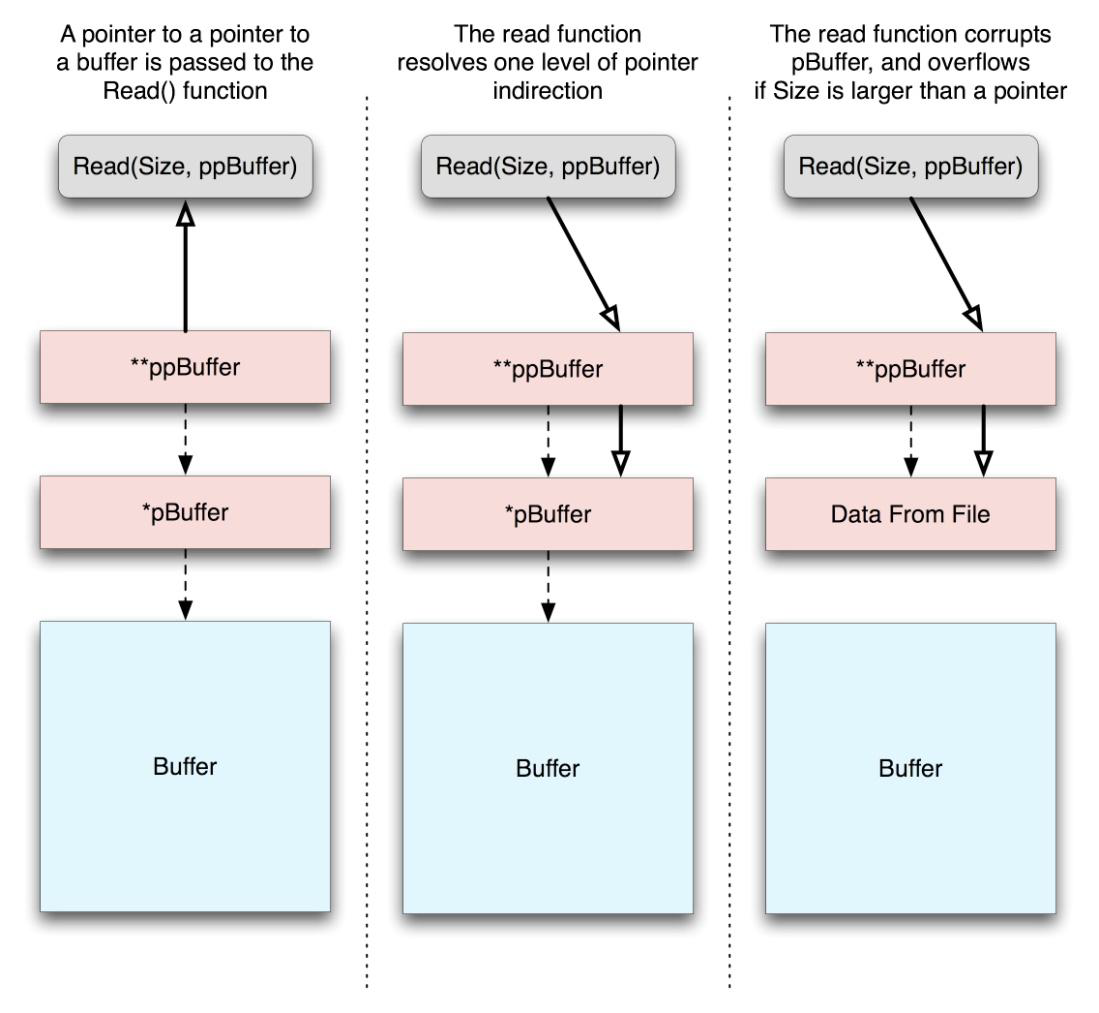 A pointer to a pointer to
a buffer is passed to the
Read() function
Read(Size, ppBuffer)
**ppBuffer
*pBuffer
Buffer
The read function
resolves one level of pointer
indirection
Read(Size, ppBuffer)
**ppBuffer
*pBuffer
Buffer
The read function corrupts
pBuffer, and overflows
if Size is larger than a pointer
Read(Size, ppBuffer)
**ppBuffer
Data From File
Buffer